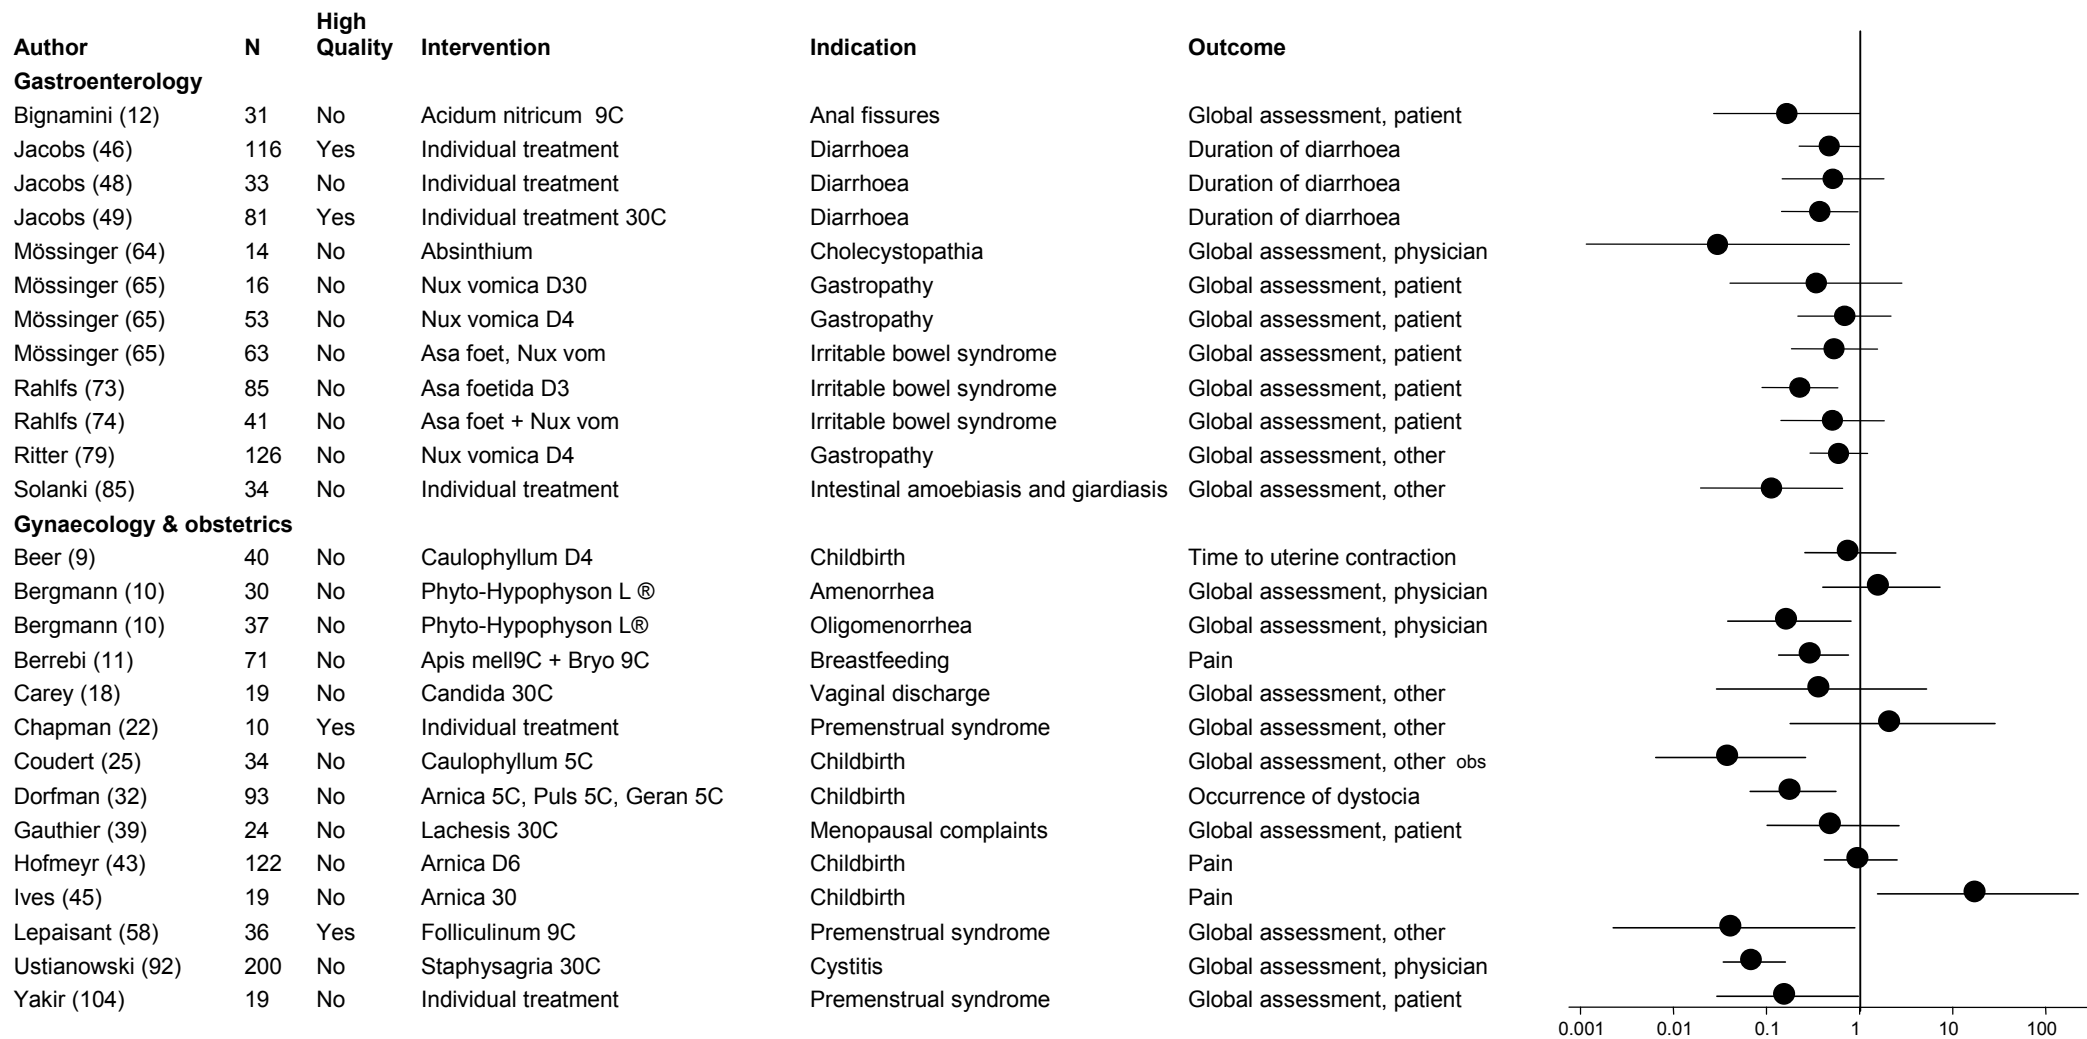 Author N High Quality Intervention Indication Outcome
Gastroenterology
Bignamini (12) 31 No Acidum nitricum 9C Anal fissures Global assessment, patient
Jacobs (46) 116 Yes Individual treatment Diarrhoea Duration of diarrhoea
Jacobs (48) 33 No Individual treatment Diarrhoea Duration of diarrhoea
Jacobs (49) 81 Yes Individual treatment 30C Diarrhoea Duration of diarrhoea
Mössinger (64) 14 No Absinthium Cholecystopathia Global assessment, physician
Mössinger (65) 16 No Nux vomica D30 Gastropathy Global assessment, patient
Mössinger (65) 53 No Nux vomica D4 Gastropathy Global assessment, patient
Mössinger (65) 63 No Asa foet, Nux vom Irritable bowel syndrome Global assessment, patient
Rahlfs (73) 85 No Asa foetida D3 Irritable bowel syndrome Global assessment, patient
Rahlfs (74) 41 No Asa foet + Nux vom Irritable bowel syndrome Global assessment, patient
Ritter (79) 126 No Nux vomica D4 Gastropathy Global assessment, other
Solanki (85) 34 No Individual treatment Intestinal amoebiasis and giardiasis Global assessment, other
Gynaecology & obstetrics
Beer (9) 40 No Caulophyllum D4 Childbirth Time to uterine contraction
Bergmann (10) 30 No Phyto-Hypophyson L ® Amenorrhea Global assessment, physician
Bergmann (10) 37 No Phyto-Hypophyson L® Oligomenorrhea Global assessment, physician
Berrebi (11) 71 No Apis mell9C + Bryo 9C Breastfeeding Pain
Carey (18) 19 No Candida 30C Vaginal discharge Global assessment, other
Chapman (22) 10 Yes Individual treatment Premenstrual syndrome Global assessment, other
Coudert (25) 34 No Caulophyllum 5C Childbirth Global assessment, other obs
Dorfman (32) 93 No Arnica 5C, Puls 5C, Geran 5C Childbirth Occurrence of dystocia
Gauthier (39) 24 No Lachesis 30C Menopausal complaints Global assessment, patient
Hofmeyr (43) 122 No Arnica D6 Childbirth Pain
Ives (45) 19 No Arnica 30 Childbirth Pain
Lepaisant (58) 36 Yes Folliculinum 9C Premenstrual syndrome Global assessment, other
Ustianowski (92) 200 No Staphysagria 30C Cystitis Global assessment, physician
Yakir (104) 19 No Individual treatment Premenstrual syndrome Global assessment, patient
0.001 0.01 0.1 1 10 100